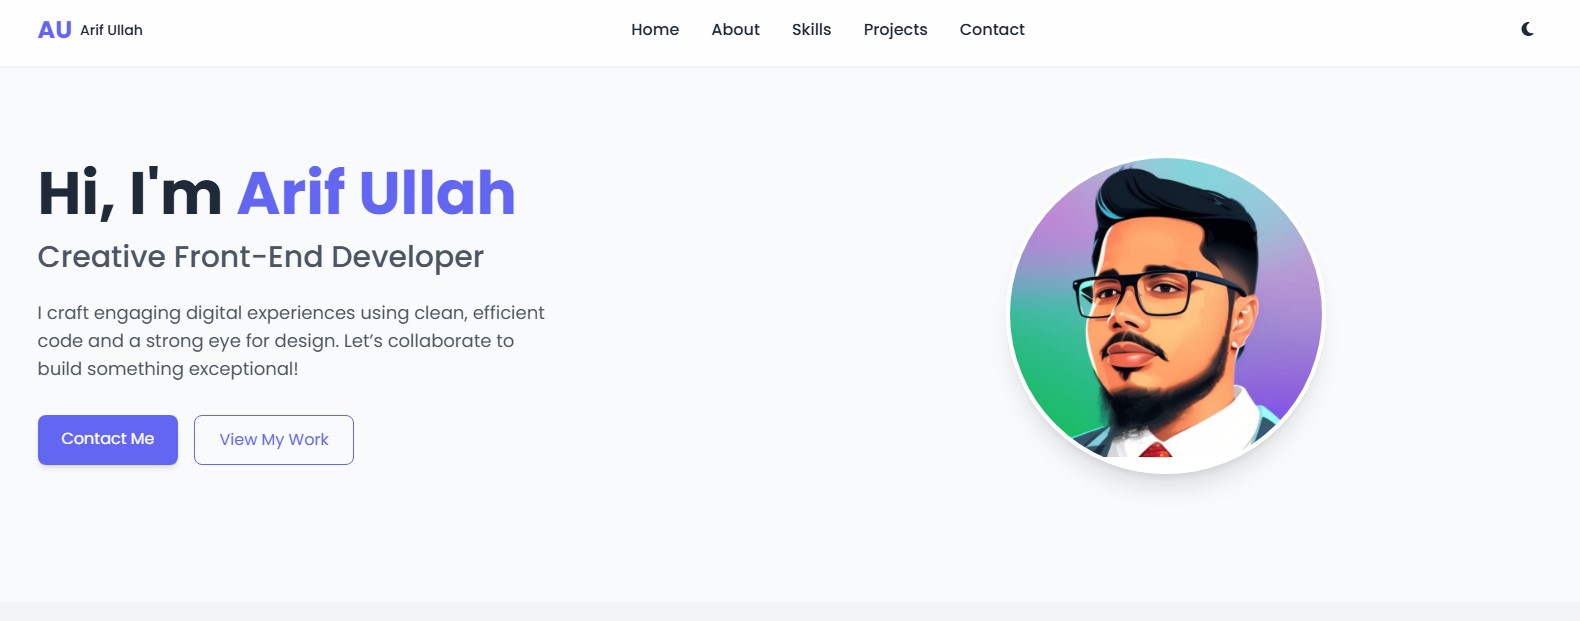 AU Arif Ullah
Home About Skills Projects Contact
Hi, I'm Arif Ullah
Creative Front-End Developer
I craft engaging digital experiences using clean, efficient
code and a strong eye for design. Let’s collaborate to
build something exceptional!
Contact Me View My Work